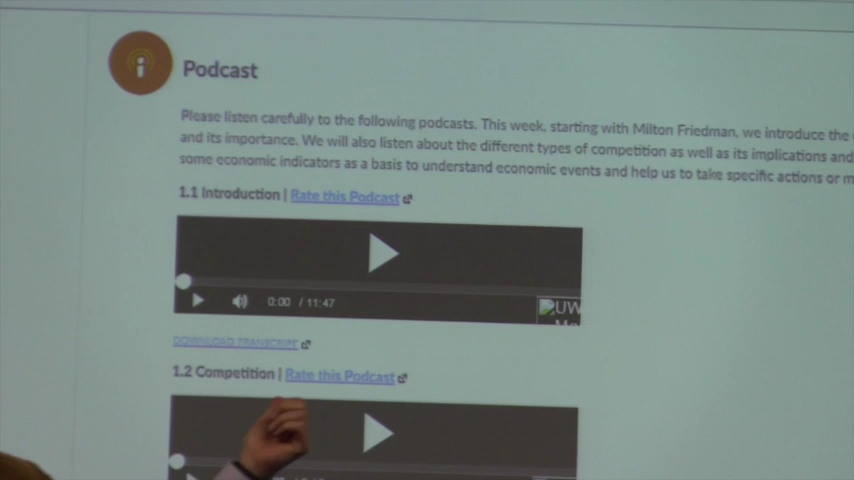 Podcast
Please listen carefully to the following podcasts. This week, starting with Milton Friedman, we introduce the
and its importance. We will also listen about the different types of competition as well as its implications and
some economic indicators as a basis to understand economic events and help us to take specific actions or m
1.1 Introduction | Rate this Podcast
0:00 / 11:47
UW
DOWNLOAD TRANSCRIPT
1.2 Competition | Rate this Podcast